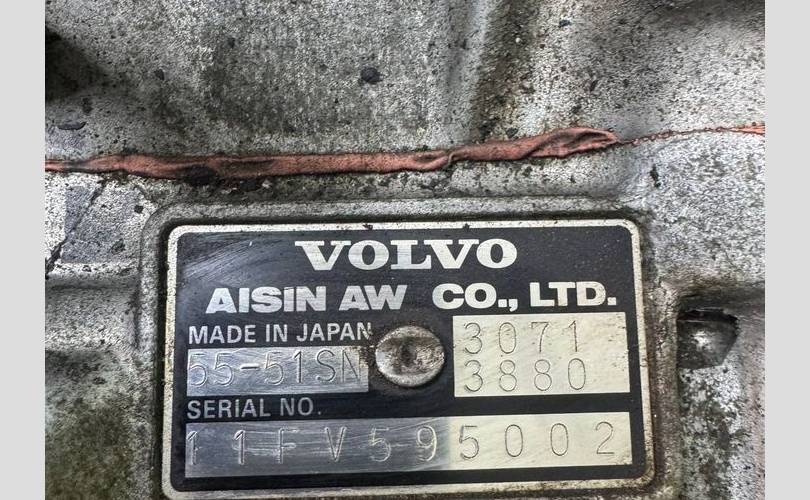 VOLVO
AISIN AW CO., LTD.
MADE IN JAPAN
55-51SN
3071
3880
SERIAL NO.
11FV595002